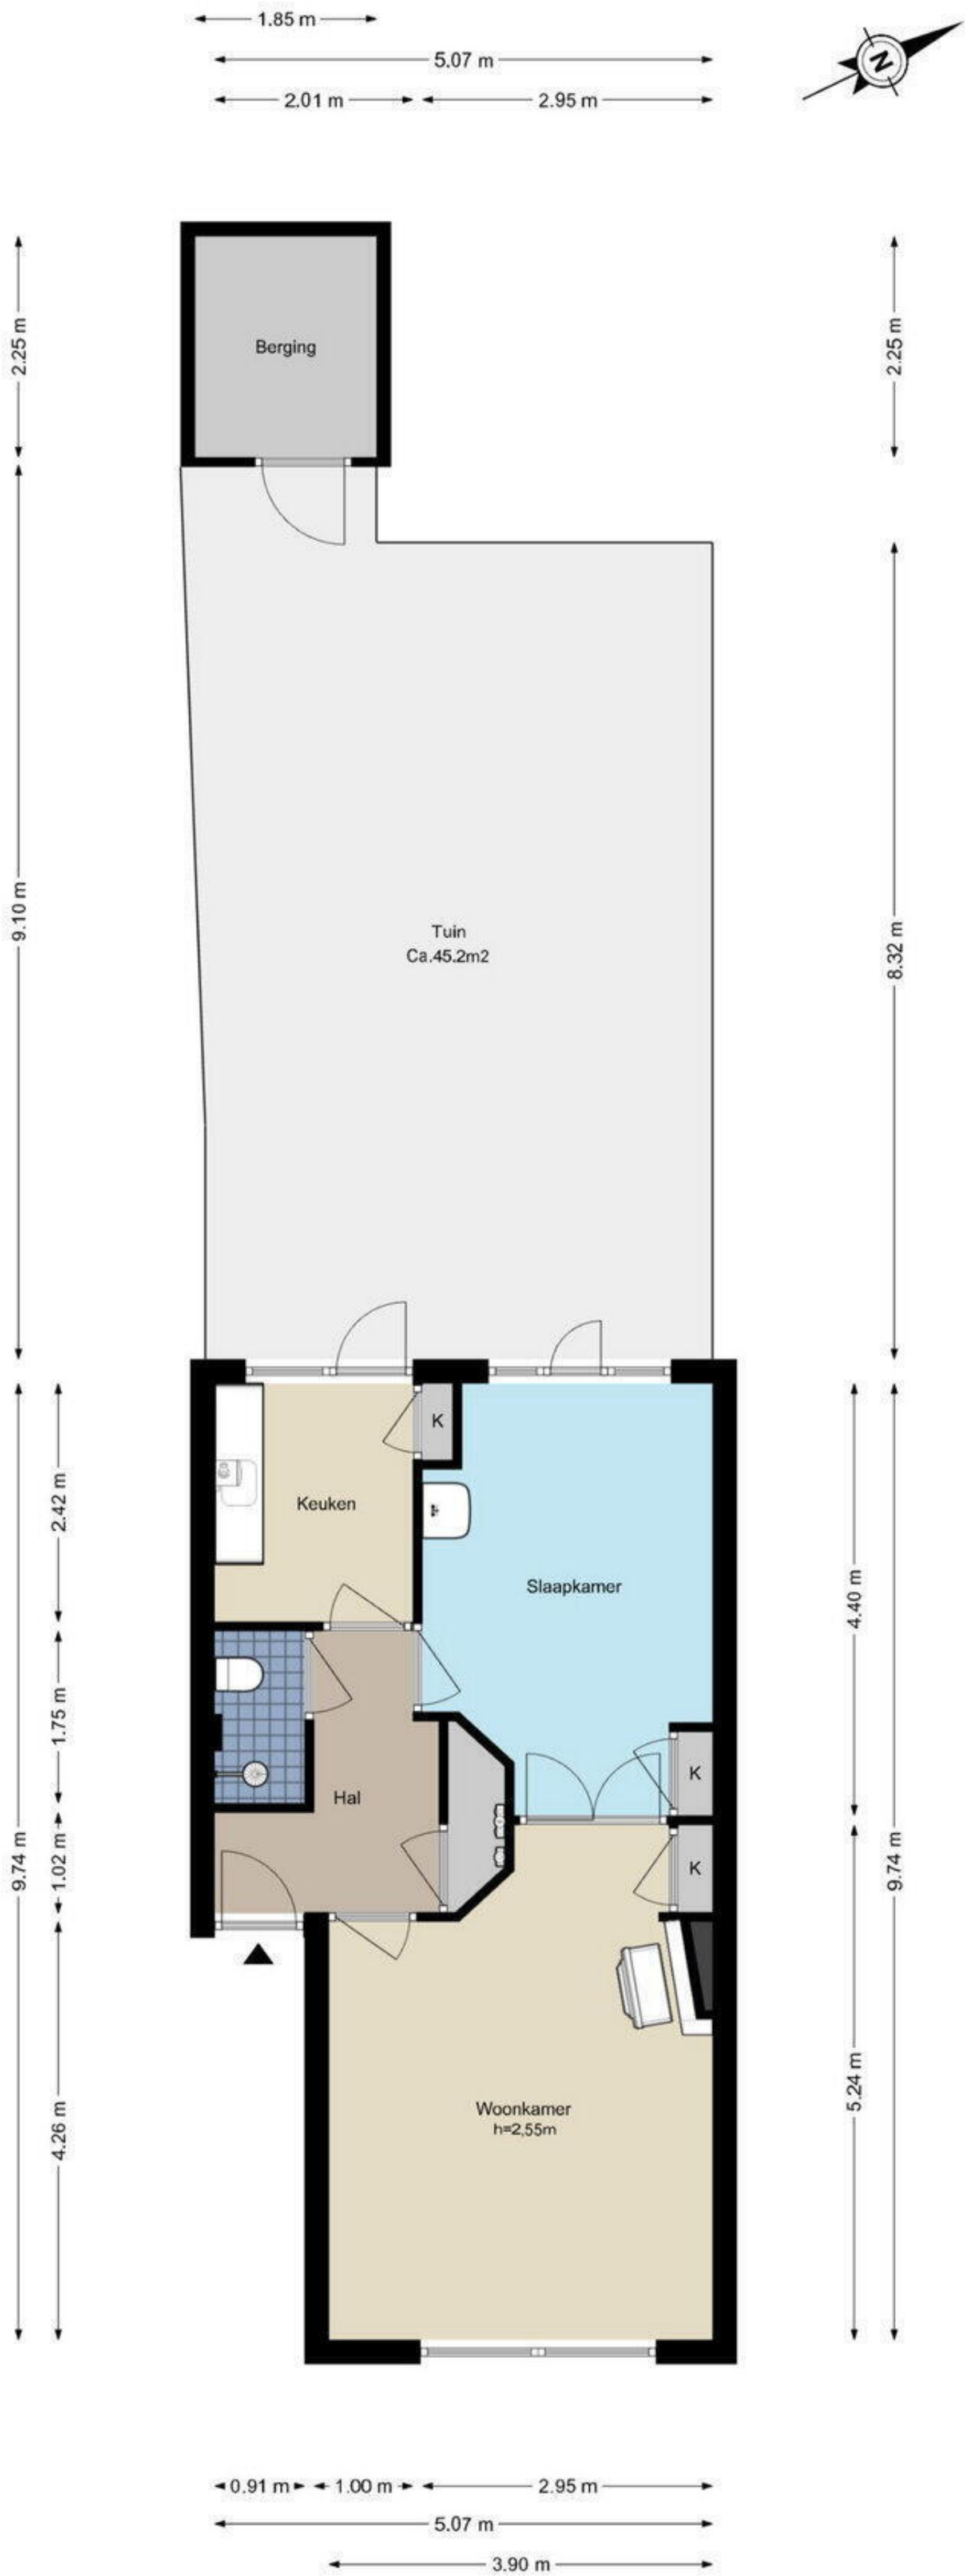 1.85 m
5.07 m
2.01 m
2.95 m
N
Berging
2.25 m
2.25 m
9.10 m
8.32 m
Tuin
Ca.45.2m2
K
Keuken
2.42 m
Slaapkamer
4.40 m
1.75 m
K
Hal
9.74 m
1.02 m
K
9.74 m
5.24 m
4.26 m
Woonkamer
h=2,55m
0.91 m
1.00 m
2.95 m
5.07 m
3.90 m